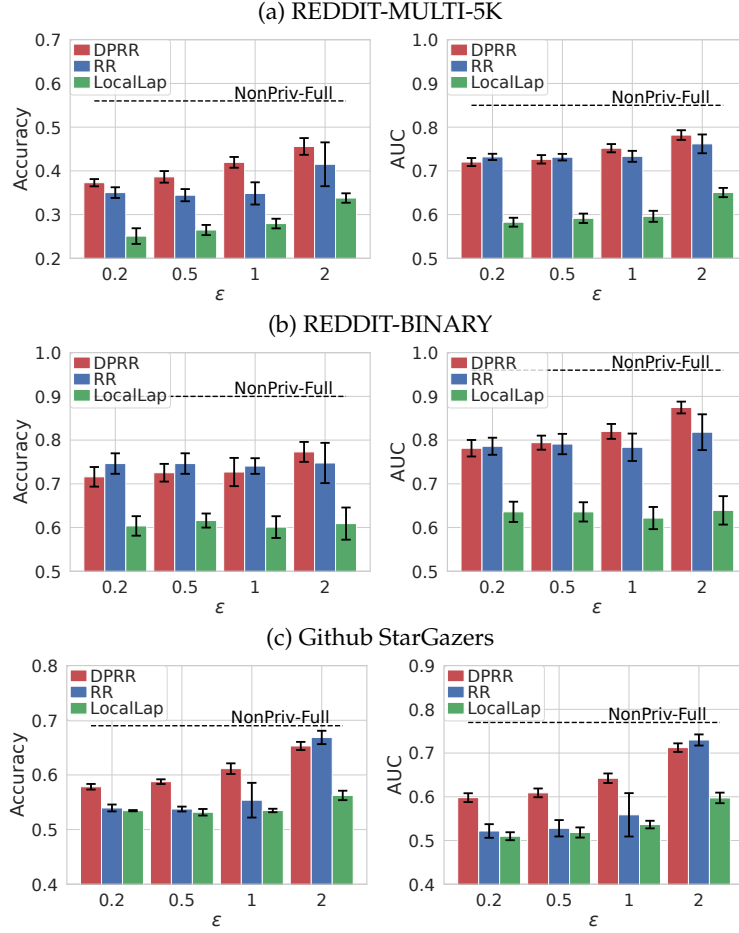 (a) REDDIT-MULTI-5K
0.7
0.6
0.5
0.4
0.3
0.2
Accuracy
DPRR
RR
LocalLap
NonPriv-Full
0.2 0.5 1 2
ε
1.0
0.9
0.8
0.7
0.6
0.5
AUC
DPRR
RR
LocalLap
NonPriv-Full
0.2 0.5 1 2
ε
(b) REDDIT-BINARY
1.0
0.9
0.8
0.7
0.6
0.5
Accuracy
DPRR
RR
LocalLap
NonPriv-Full
0.2 0.5 1 2
ε
1.0
0.9
0.8
0.7
0.6
0.5
AUC
DPRR
RR
LocalLap
NonPriv-Full
0.2 0.5 1 2
ε
(c) Github StarGazers
0.8
0.7
0.6
0.5
0.4
Accuracy
DPRR
RR
LocalLap
NonPriv-Full
0.2 0.5 1 2
ε
0.9
0.8
0.7
0.6
0.5
0.4
AUC
DPRR
RR
LocalLap
NonPriv-Full
0.2 0.5 1 2
ε